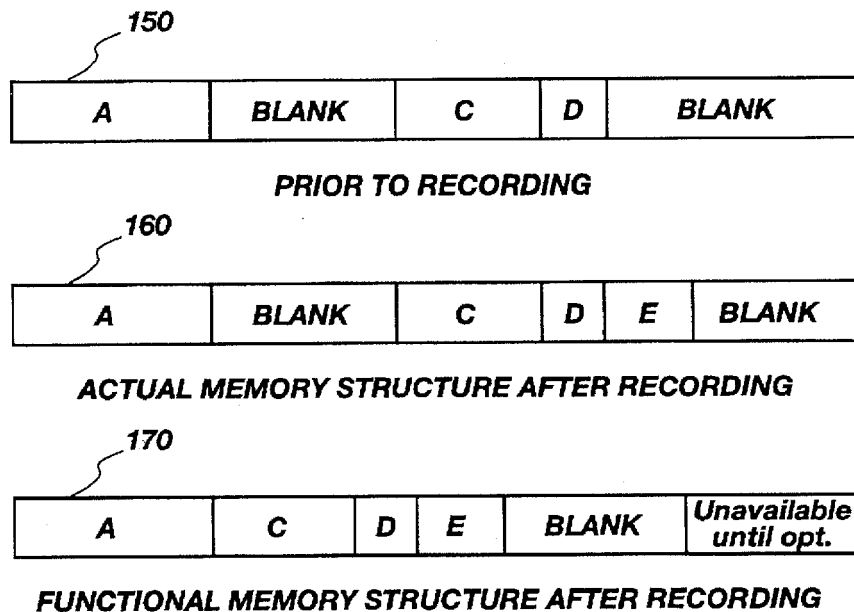 150
A BLANK C D BLANK
PRIOR TO RECORDING
160
A BLANK C D E BLANK
ACTUAL MEMORY STRUCTURE AFTER RECORDING
170
A C D E BLANK Unavailable
until opt.
FUNCTIONAL MEMORY STRUCTURE AFTER RECORDING